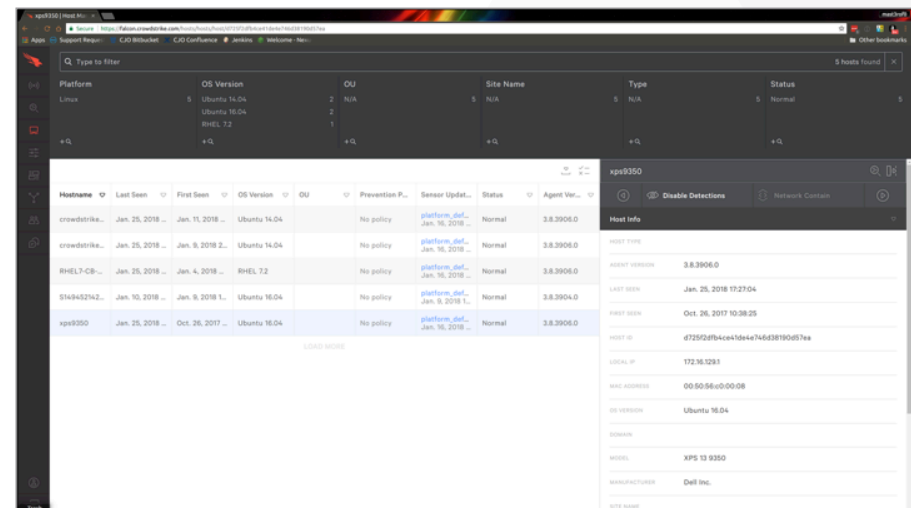 xps9350 | Host Ma
mast3rof0
Secure
https://falcon.crowdstrike.com/hosts/hosts/host/d725f2dfb4ce41de4e746d38190d57ea
Apps Support Reques CJO Bitbucket CJO Confluence Jenkins Welcome - Nex Other bookmarks
Type to filter 5 hosts found
Platform OS Version OU Site Name Type Status
Linux 5 Ubuntu 14.04 2 N/A 5 N/A 5 N/A 5 Normal 5
Ubuntu 16.04 2
RHEL 7.2 1
xps9350
Hostname Last Seen First Seen OS Version OU Prevention P... Sensor Updat... Status Agent Ver...
crowdstrike... Jan. 25, 2018 ... Jan. 11, 2018 ... Ubuntu 14.04 No policy platform_def... Jan. 16, 2018 ... Normal 3.8.3906.0
crowdstrike... Jan. 25, 2018 ... Jan. 9, 2018 2... Ubuntu 14.04 No policy platform_def... Jan. 16, 2018 ... Normal 3.8.3906.0
RHEL7-CB-... Jan. 25, 2018 ... Jan. 4, 2018 ... RHEL 7.2 No policy platform_def... Jan. 16, 2018 ... Normal 3.8.3906.0
5149452142... Jan. 10, 2018 ... Jan. 9, 2018 1... Ubuntu 16.04 No policy platform_def... Jan. 9, 2018 1... Normal 3.8.3904.0
xps9350 Jan. 25, 2018 ... Oct. 26, 2017 ... Ubuntu 16.04 No policy platform_def... Jan. 16, 2018 ... Normal 3.8.3906.0
LOAD MORE
Disable Detections Network Contain
Host Info
HOST TYPE
AGENT VERSION 3.8.3906.0
LAST SEEN Jan. 25, 2018 17:27:04
FIRST SEEN Oct. 26, 2017 10:38:25
HOST ID d725f2dfb4ce41de4e746d38190d57ea
LOCAL IP 172.16.129.1
MAC ADDRESS 00:50:56:c0:00:08
OS VERSION Ubuntu 16.04
DOMAIN
MODEL XPS 13 9350
MANUFACTURER Dell Inc.
SITE NAME